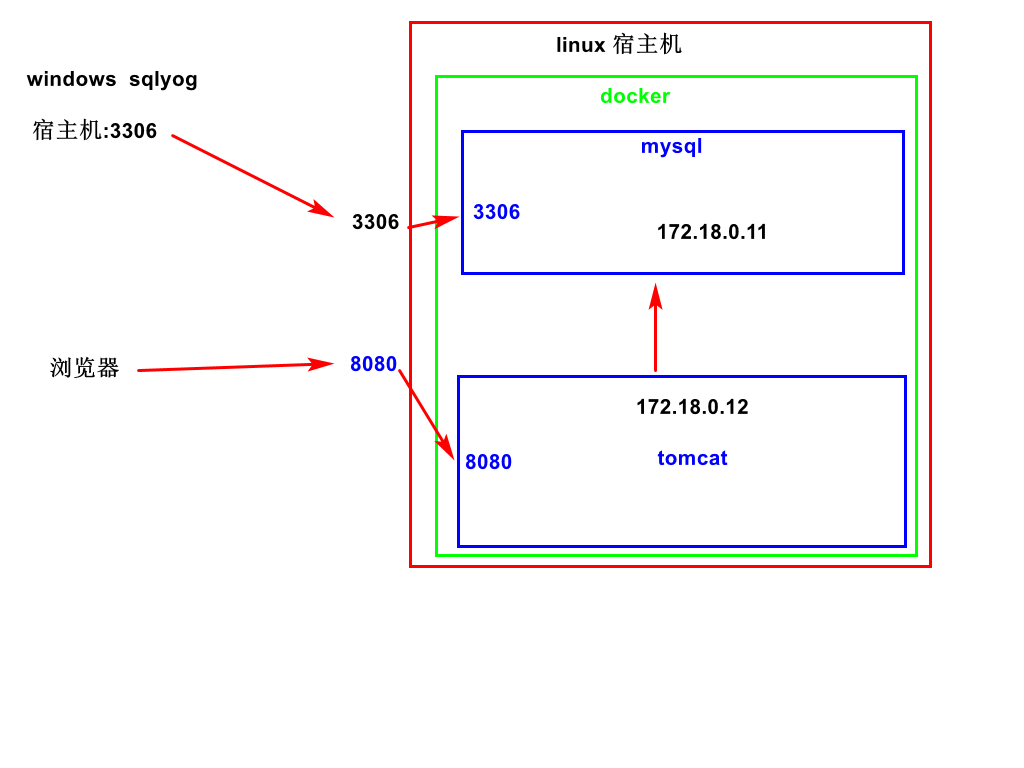 linux 宿主机
windows  sqlyog
docker
宿主机:3306
mysql
3306
3306
172.18.0.11
浏览器
8080
172.18.0.12
8080
tomcat